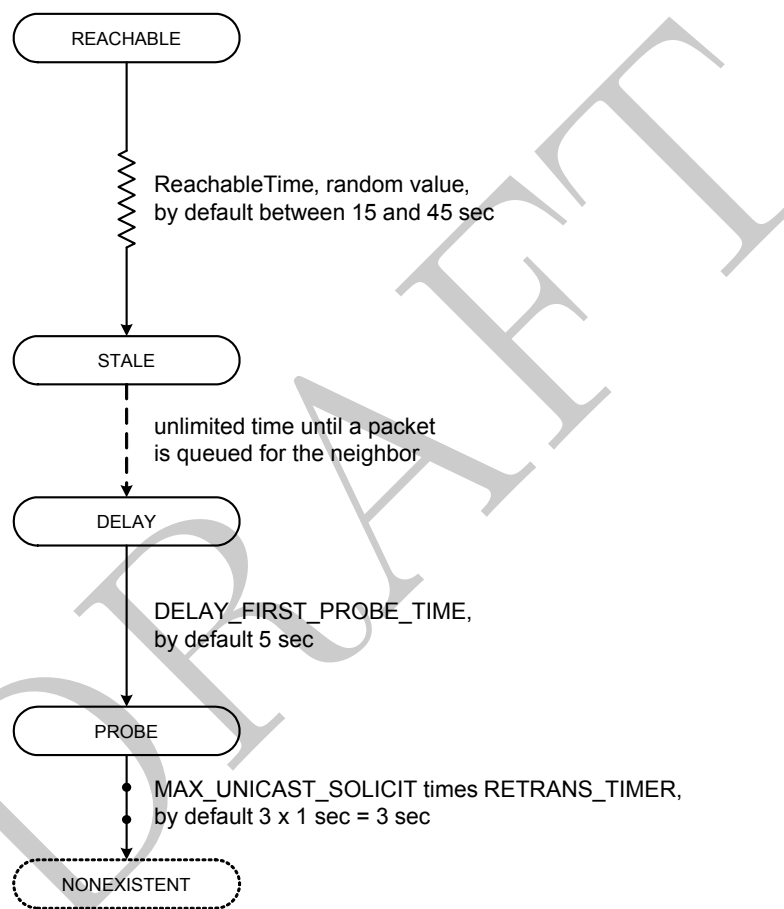 REACHABLE
ReachableTime, random value,
by default between 15 and 45 sec
STALE
unlimited time until a packet
is queued for the neighbor
DELAY
DELAY_FIRST_PROBE_TIME,
by default 5 sec
PROBE
MAX_UNICAST_SOLICIT times RETRANS_TIMER,
by default 3 x 1 sec = 3 sec
NONEXISTENT
DRAFT